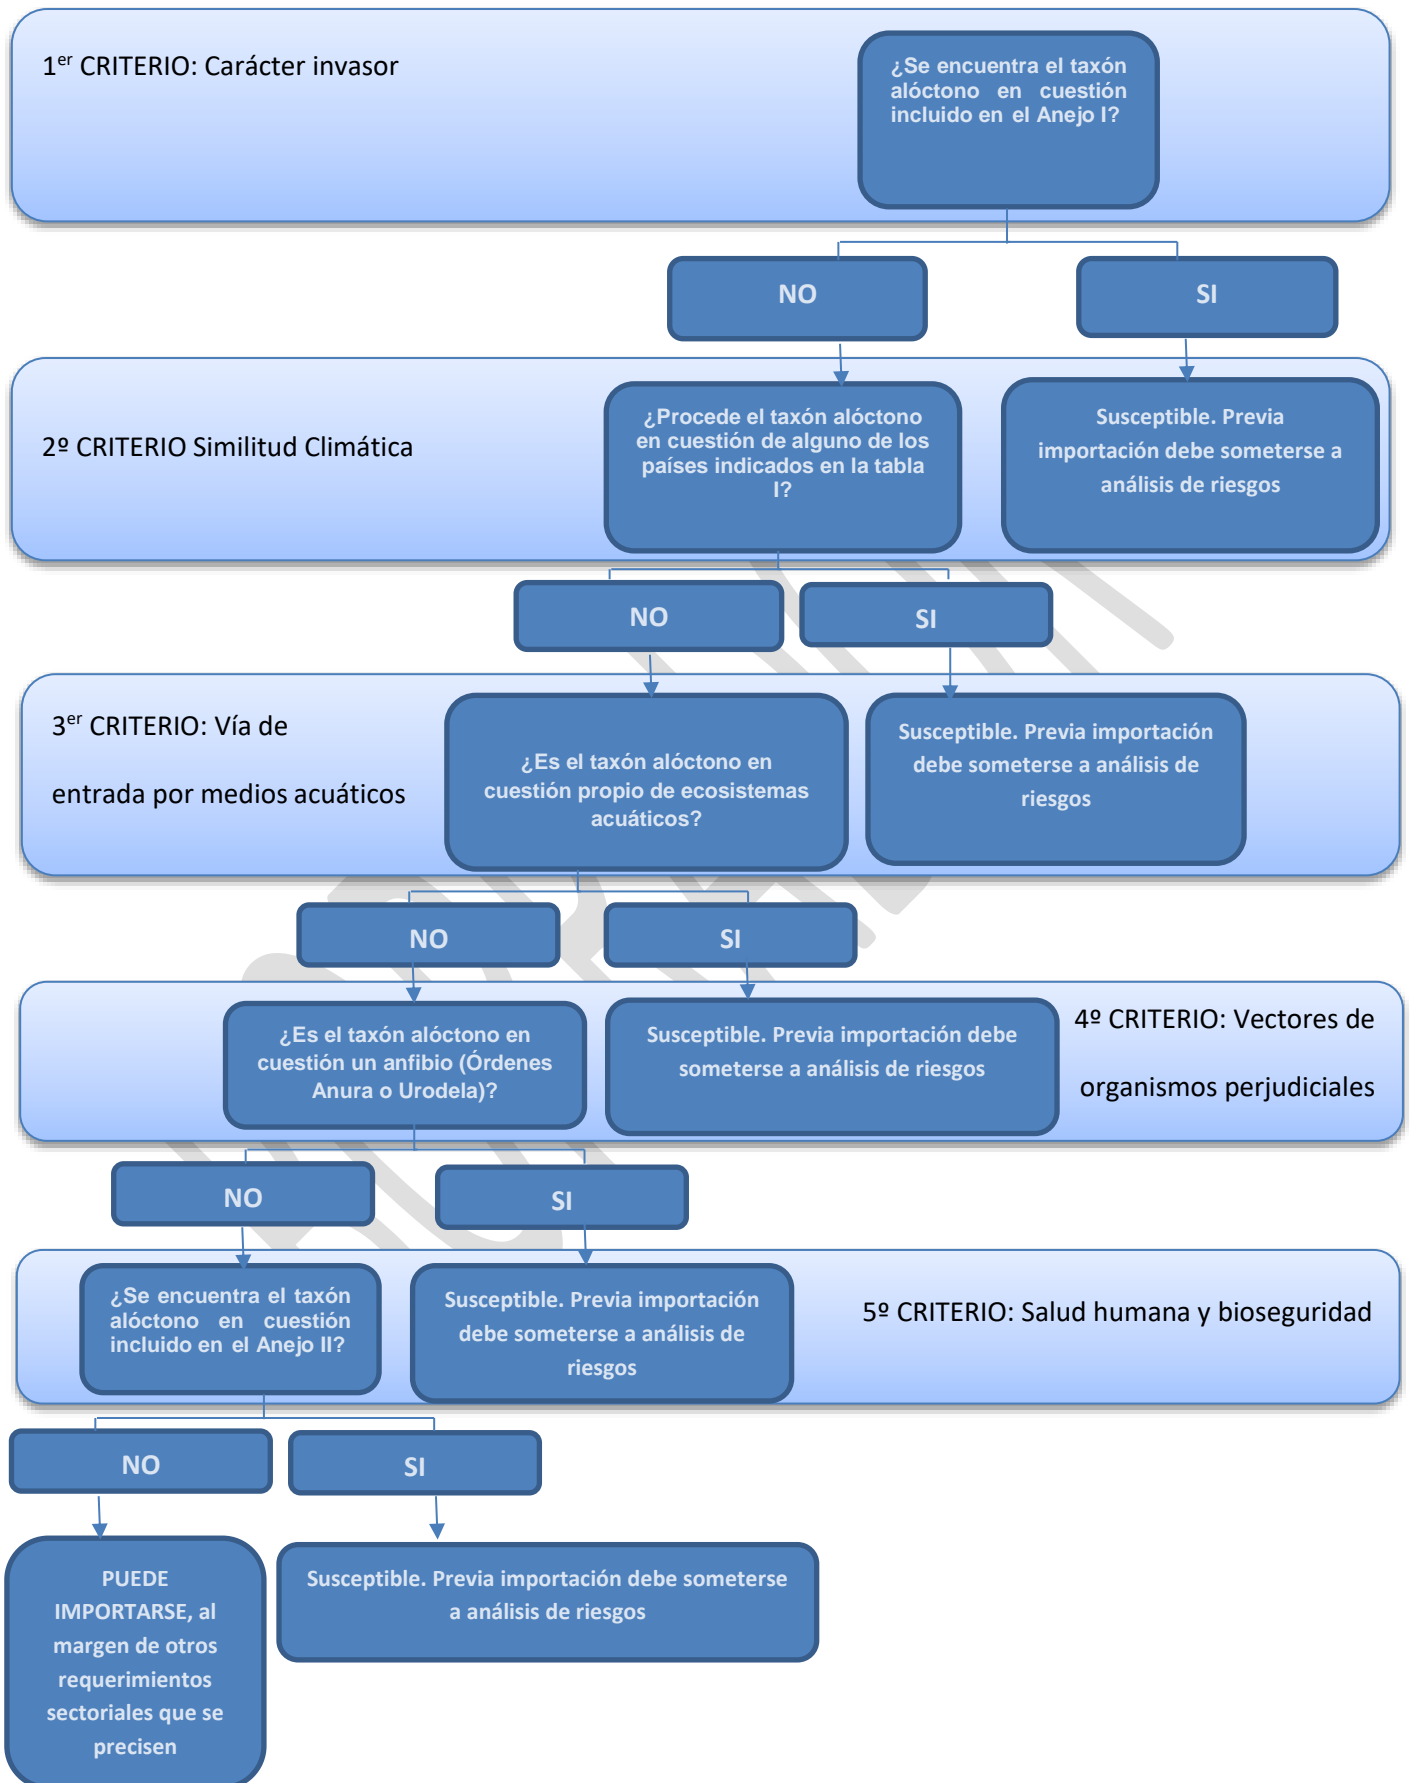 1er CRITERIO: Carácter invasor
¿Se encuentra el taxón
alóctono en cuestión
incluido en el Anejo I?
NO
SI
2º CRITERIO Similitud Climática
¿Procede el taxón alóctono
en cuestión de alguno de los
países indicados en la tabla
I?
Susceptible. Previa
importación debe someterse a
análisis de riesgos
NO
SI
3er CRITERIO: Vía de
entrada por medios acuáticos
¿Es el taxón alóctono en
cuestión propio de ecosistemas
acuáticos?
Susceptible. Previa importación
debe someterse a análisis de
riesgos
NO
SI
¿Es el taxón alóctono en
cuestión un anfibio (Órdenes
Anura o Urodela)?
Susceptible. Previa importación debe
someterse a análisis de riesgos
4º CRITERIO: Vectores de
organismos perjudiciales
NO
SI
¿Se encuentra el taxón
alóctono en cuestión
incluido en el Anejo II?
Susceptible. Previa importación
debe someterse a análisis de
riesgos
5º CRITERIO: Salud humana y bioseguridad
NO
SI
PUEDE
IMPORTARSE, al
margen de otros
requerimientos
sectoriales que se
precisen
Susceptible. Previa importación debe someterse
a análisis de riesgos